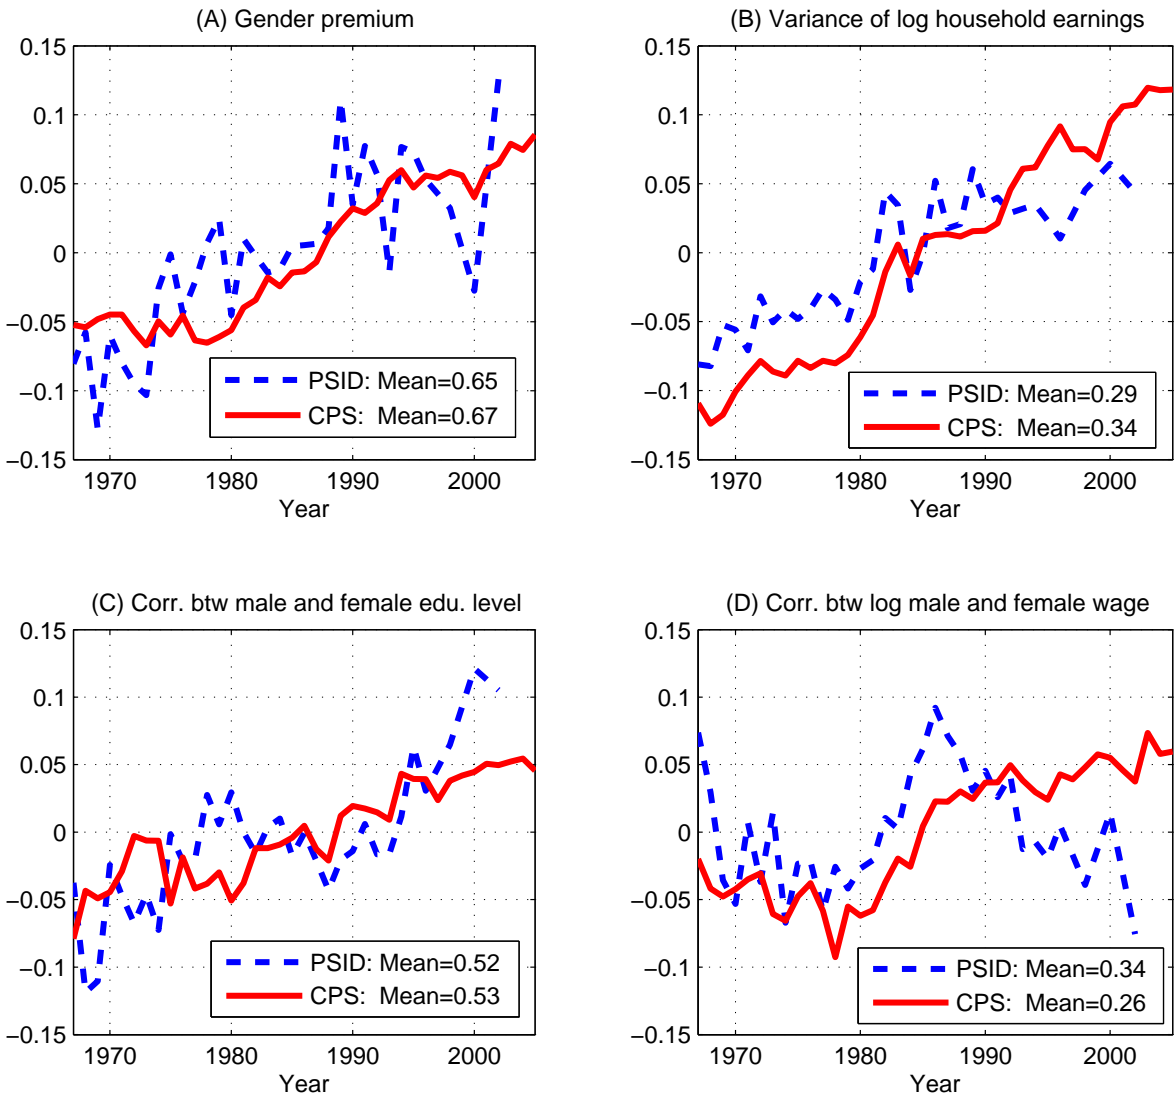 (A) Gender premium
0.15
0.1
0.05
0
−0.05
−0.1
−0.15
PSID: Mean=0.65
CPS: Mean=0.67
1970 1980 1990 2000
Year
(B) Variance of log household earnings
0.15
0.1
0.05
0
−0.05
−0.1
−0.15
PSID: Mean=0.29
CPS: Mean=0.34
1970 1980 1990 2000
Year
(C) Corr. btw male and female edu. level
0.15
0.1
0.05
0
−0.05
−0.1
−0.15
PSID: Mean=0.52
CPS: Mean=0.53
1970 1980 1990 2000
Year
(D) Corr. btw log male and female wage
0.15
0.1
0.05
0
−0.05
−0.1
−0.15
PSID: Mean=0.34
CPS: Mean=0.26
1970 1980 1990 2000
Year